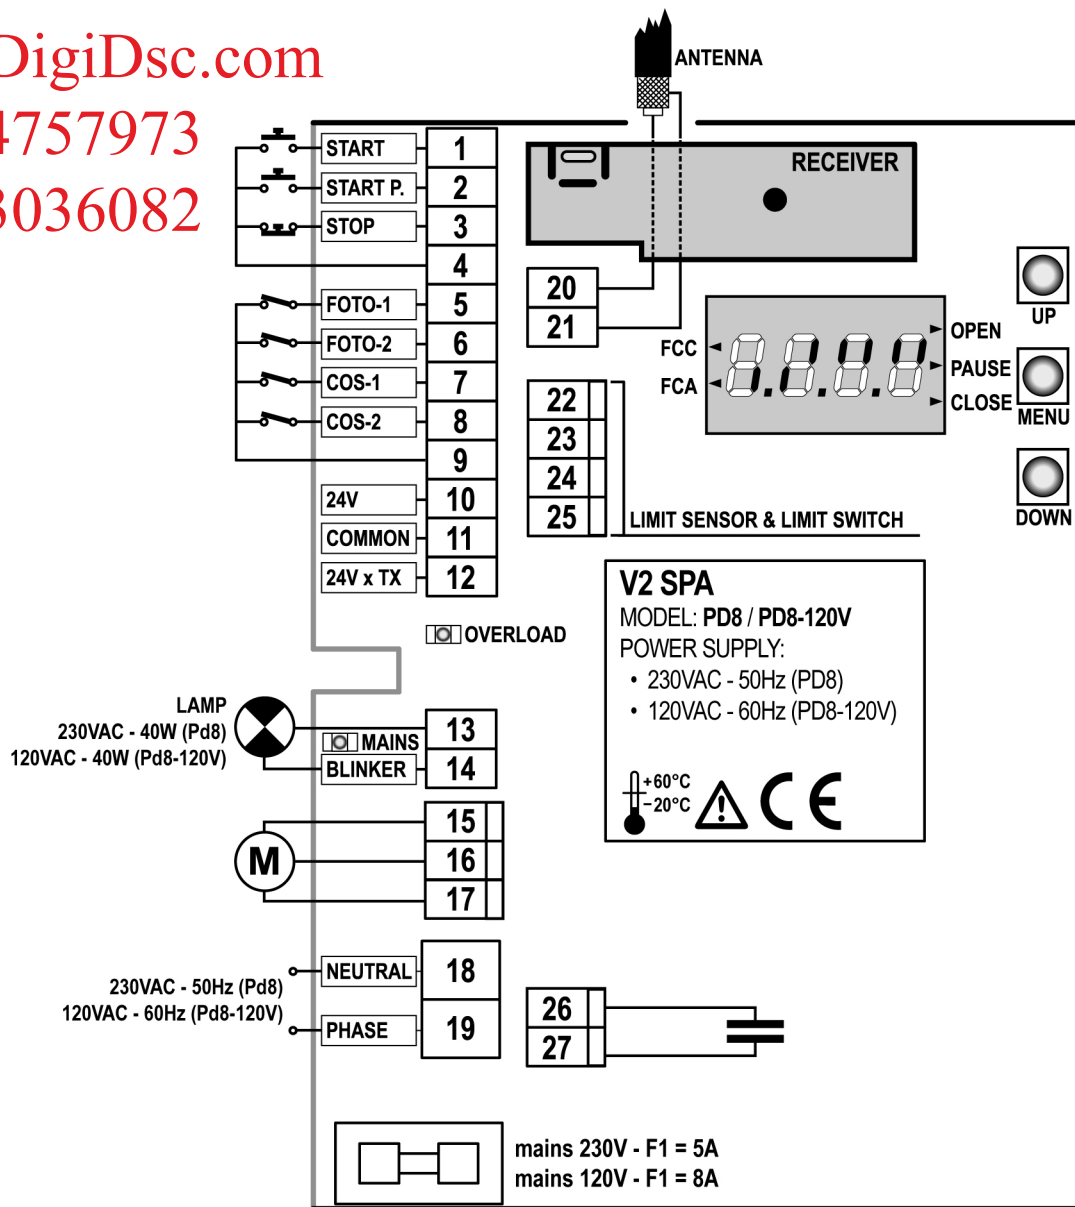 DigiDsc.com
4757973
3036082
ANTENNA
START 1
START P. 2
STOP 3
4
FOTO-1 5
FOTO-2 6
COS-1 7
COS-2 8
9
24V 10
COMMON 11
24V x TX 12
OVERLOAD
RECEIVER
20
21
FCC
FCA
OPEN
PAUSE
CLOSE
UP
MENU
DOWN
22
23
24
25
LIMIT SENSOR & LIMIT SWITCH
V2 SPA
MODEL: PD8 / PD8-120V
POWER SUPPLY:
• 230VAC - 50Hz (PD8)
• 120VAC - 60Hz (PD8-120V)
+60°C
-20°C
CE
LAMP
230VAC - 40W (Pd8)
120VAC - 40W (Pd8-120V)
13
MAINS
BLINKER 14
M
15
16
17
230VAC - 50Hz (Pd8)
120VAC - 60Hz (Pd8-120V)
NEUTRAL 18
PHASE 19
26
27
mains 230V - F1 = 5A
mains 120V - F1 = 8A